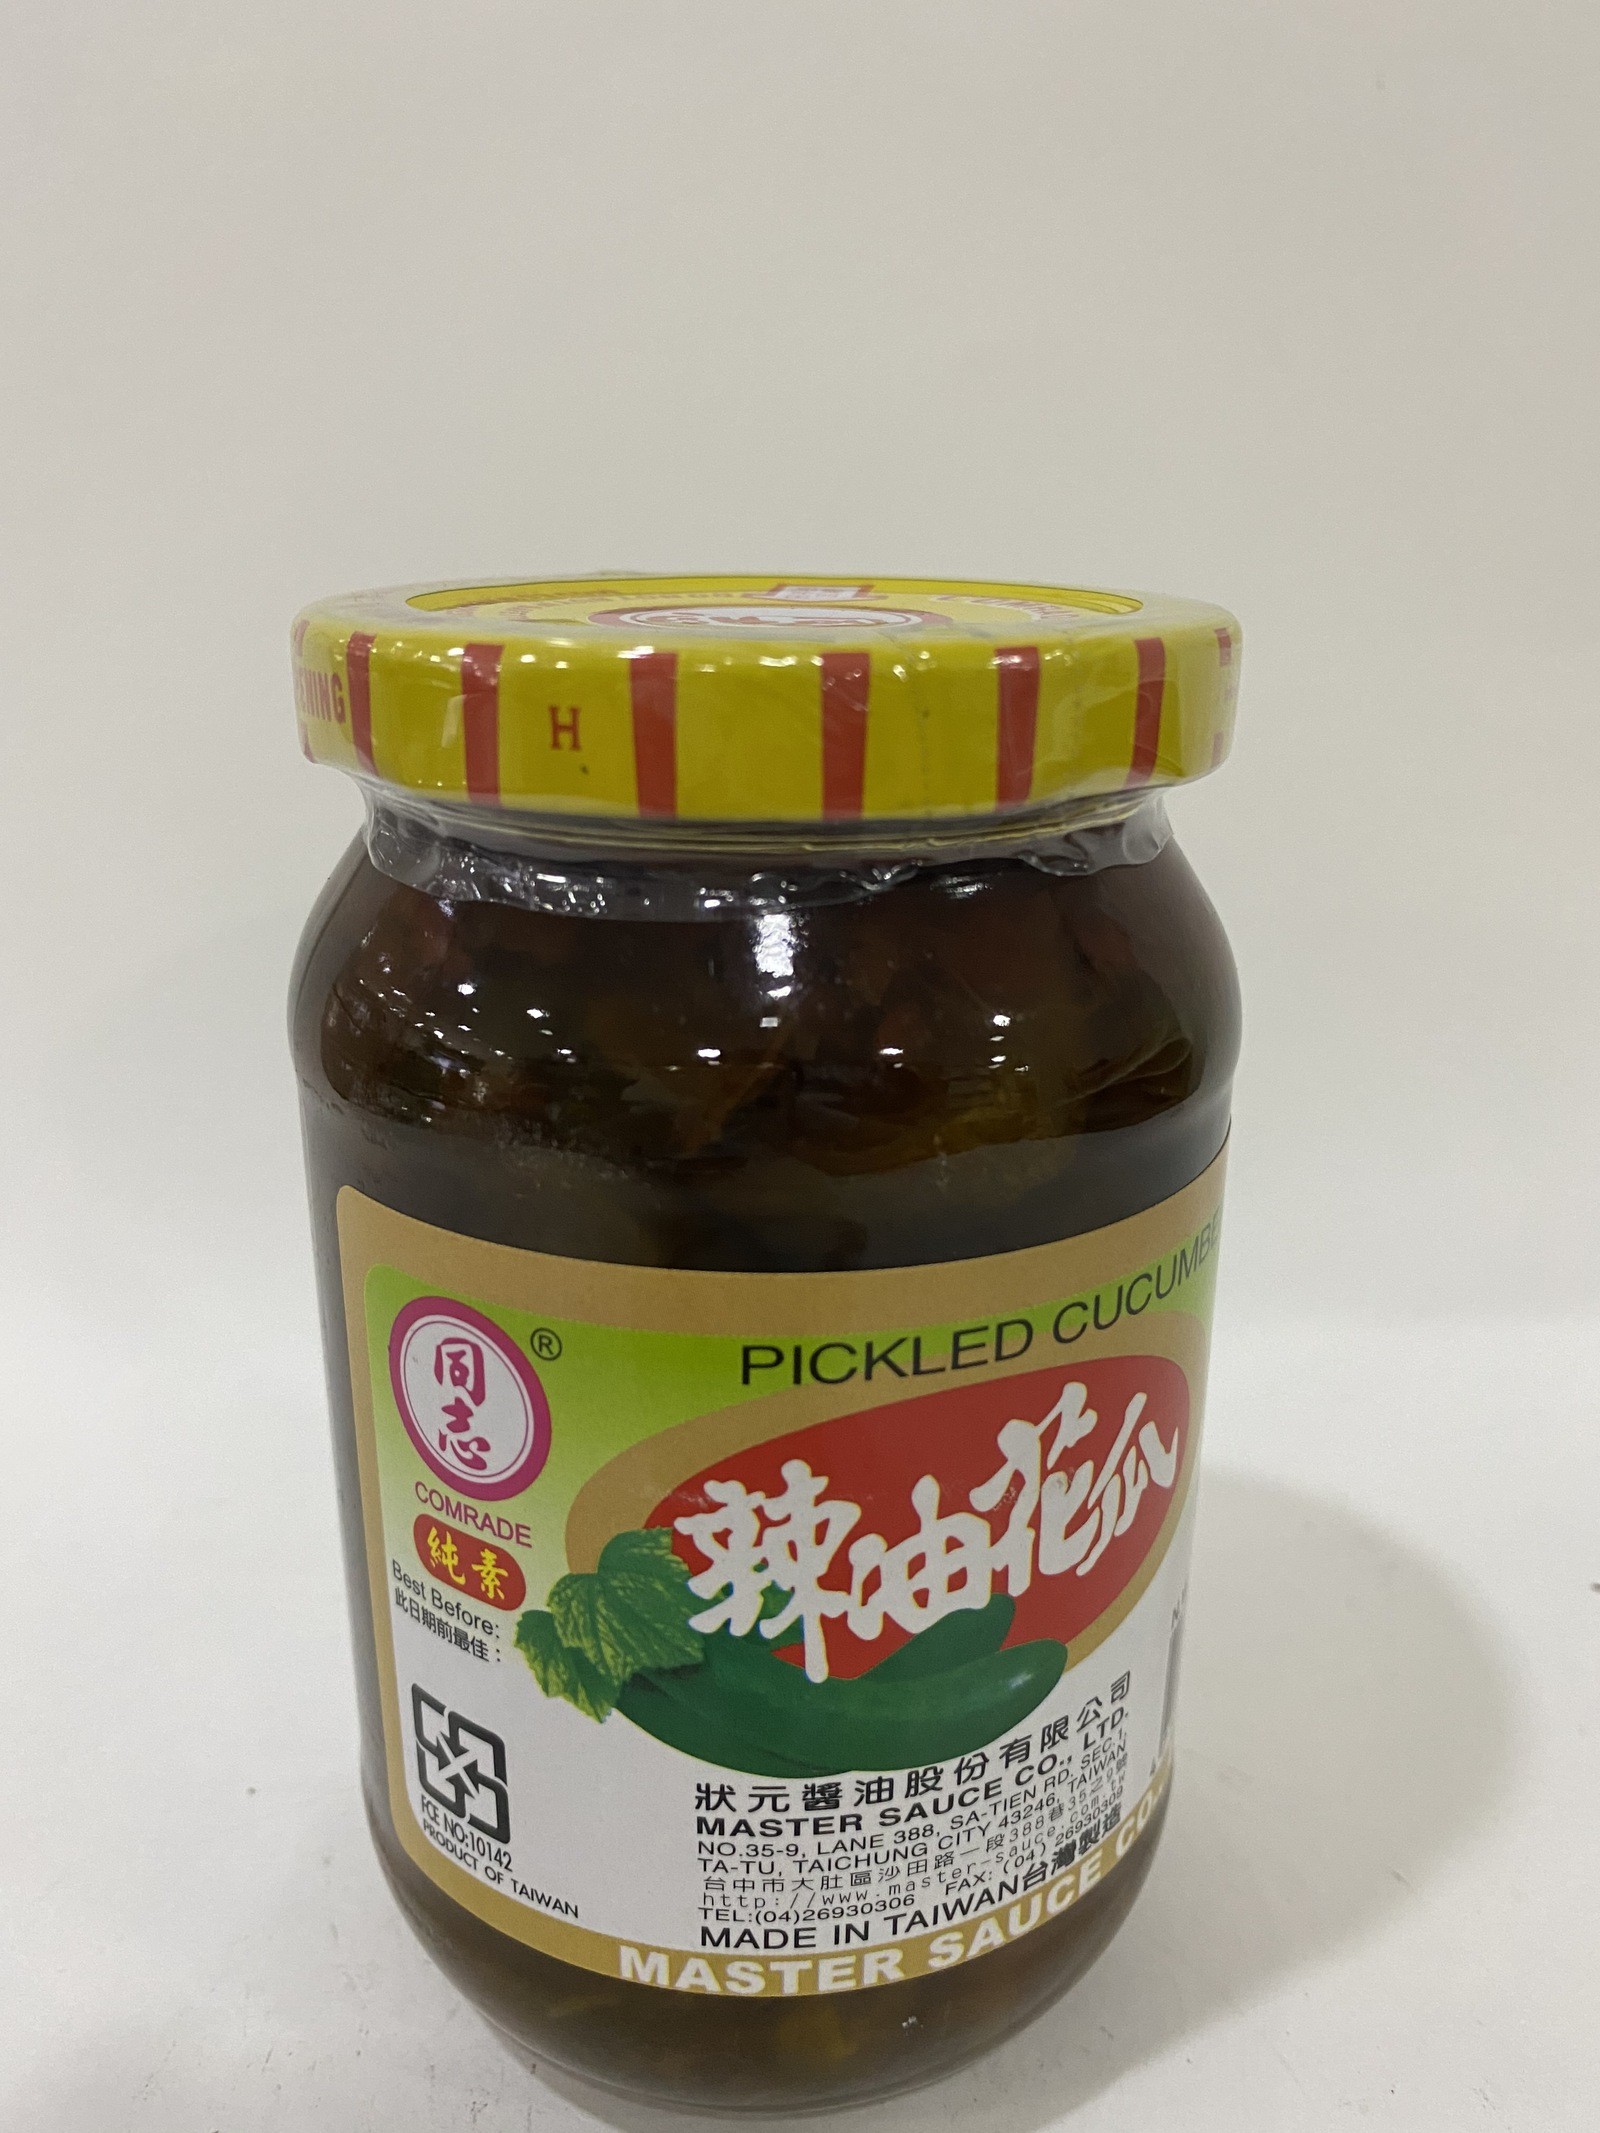 H
PICKLED
同志
®
COMRADE
純素
Best Before:
此日期前最佳：
辣油花瓜
FCE NO:10142
PRODUCT OF TAIWAN
狀元醬油股份有限公司
MASTER SAUCE CO., LTD.
NO.35-9, LANE 388, SA-TIEN RD. SEC.1,
TA-TU, TAICHUNG CITY 43246, TAIWAN.
台中市大肚區沙田路一段388巷35之9號
http://www.master-sauce.com.tw
TEL:(04)26930306 FAX:(04) 26930309
MADE IN TAIWAN台灣製造
MASTER SAUCE CO.